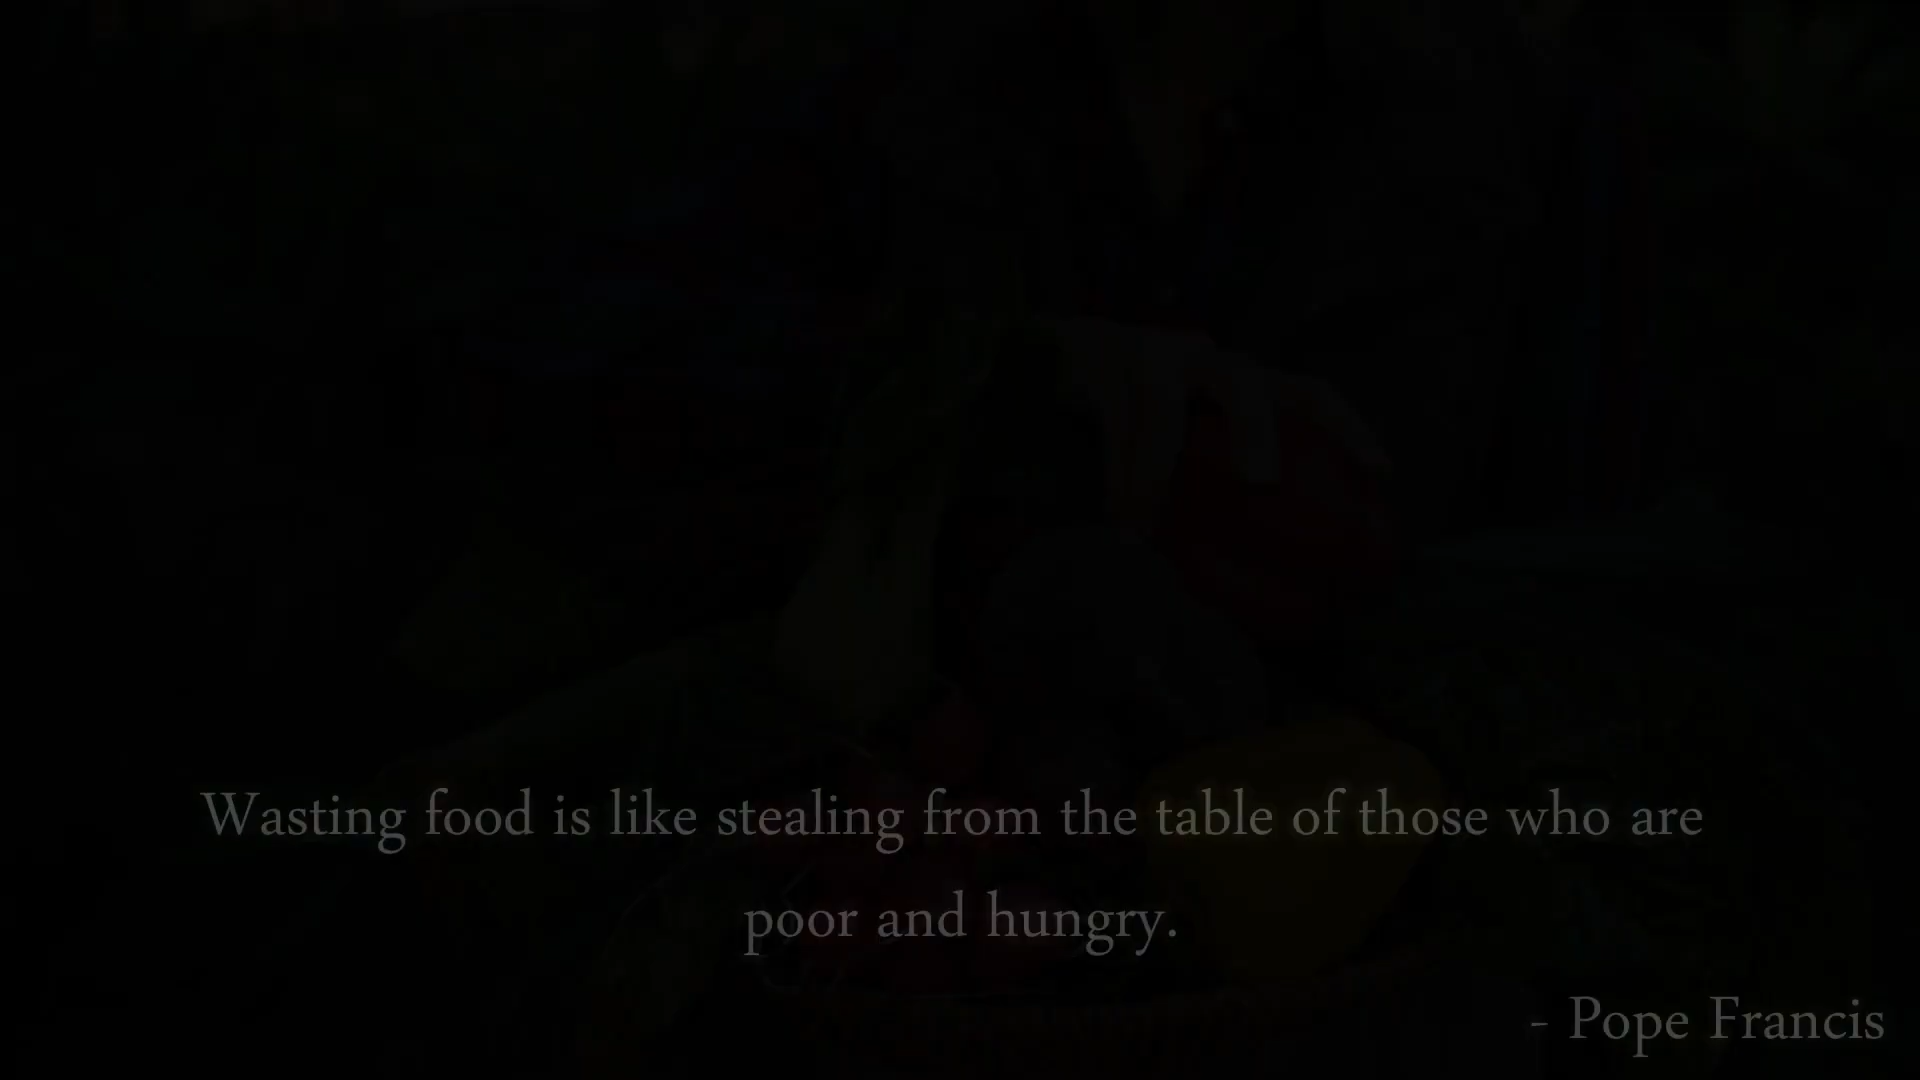 Wasting food is like stealing from the table of those who are
poor and hungry.
- Pope Francis